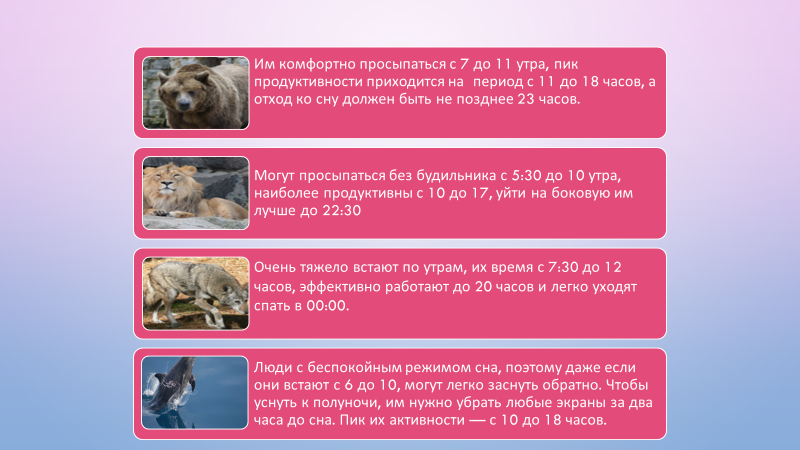 Им комфортно просыпаться с 7 до 11 утра, пик
продуктивности приходится на период с 11 до 18 часов, а
отход ко сну должен быть не позднее 23 часов.
Могут просыпаться без будильника с 5:30 до 10 утра,
наиболее продуктивны с 10 до 17, уйти на боковую им
лучше до 22:30
Очень тяжело встают по утрам, их время с 7:30 до 12
часов, эффективно работают до 20 часов и легко уходят
спать в 00:00.
Люди с беспокойным режимом сна, поэтому даже если
они встают с 6 до 10, могут легко заснуть обратно. Чтобы
уснуть к полуночи, им нужно убрать любые экраны за два
часа до сна. Пик их активности — с 10 до 18 часов.